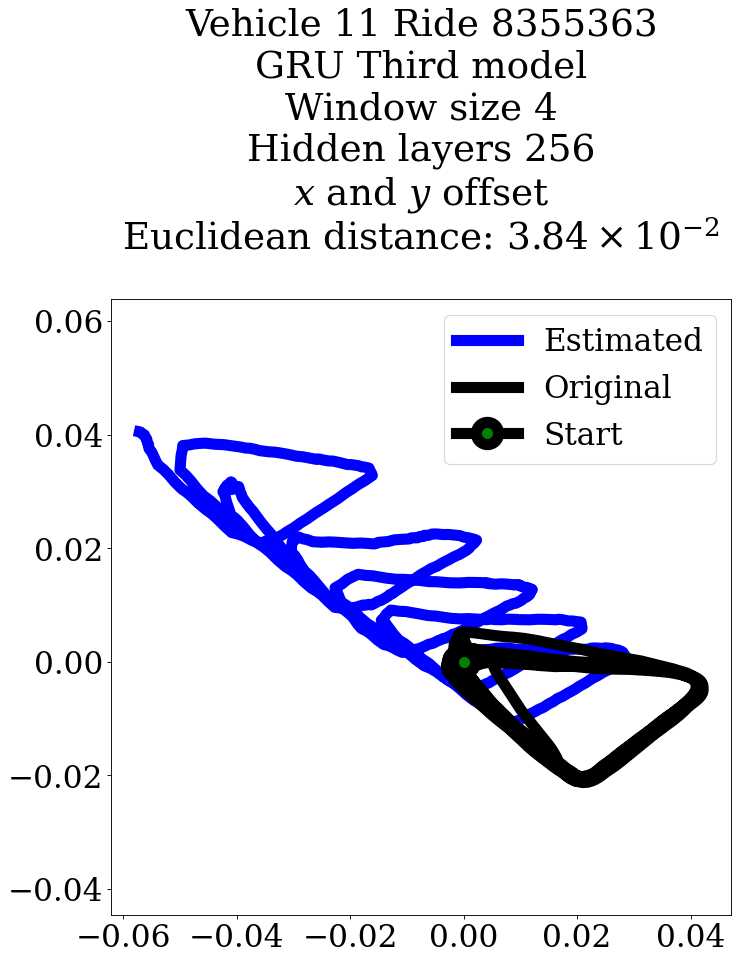 Vehicle 11 Ride 8355363
GRU Third model
Window size 4
Hidden layers 256
x and y offset
Euclidean distance: 3.84 × 10⁻²
Estimated
Original
Start
0.06
0.04
0.02
0.00
−0.02
−0.04
−0.06 −0.04 −0.02 0.00 0.02 0.04